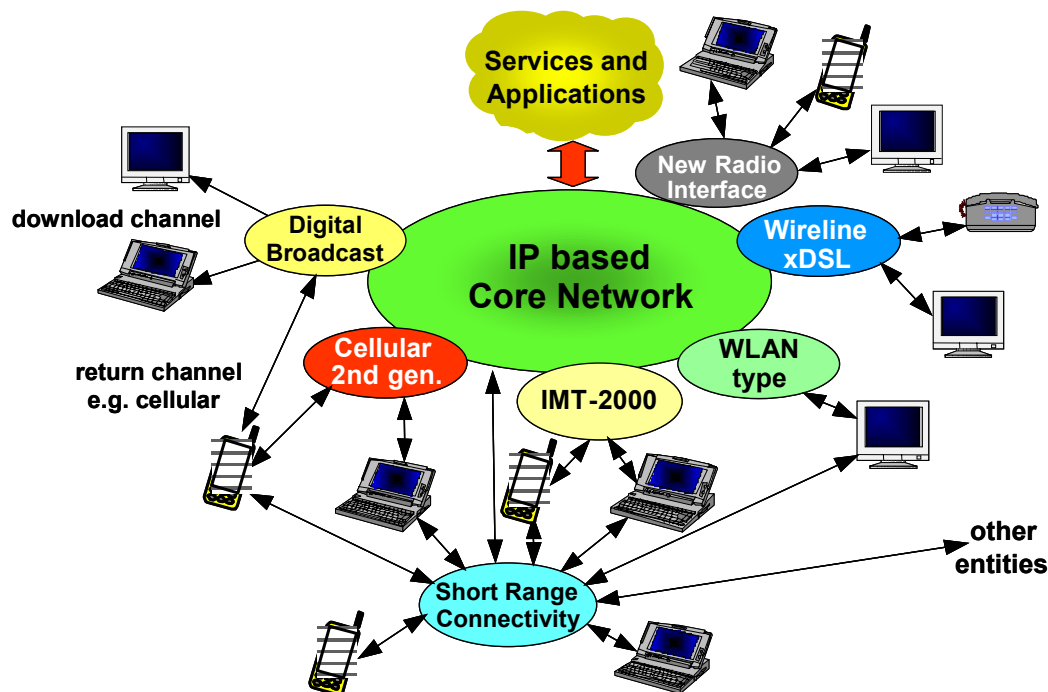 Services and
Applications
New Radio
Interface
download channel
Digital
Broadcast
Wireline
xDSL
IP based
Core Network
Cellular
2nd gen.
WLAN
type
return channel
e.g. cellular
IMT-2000
other
entities
Short Range
Connectivity